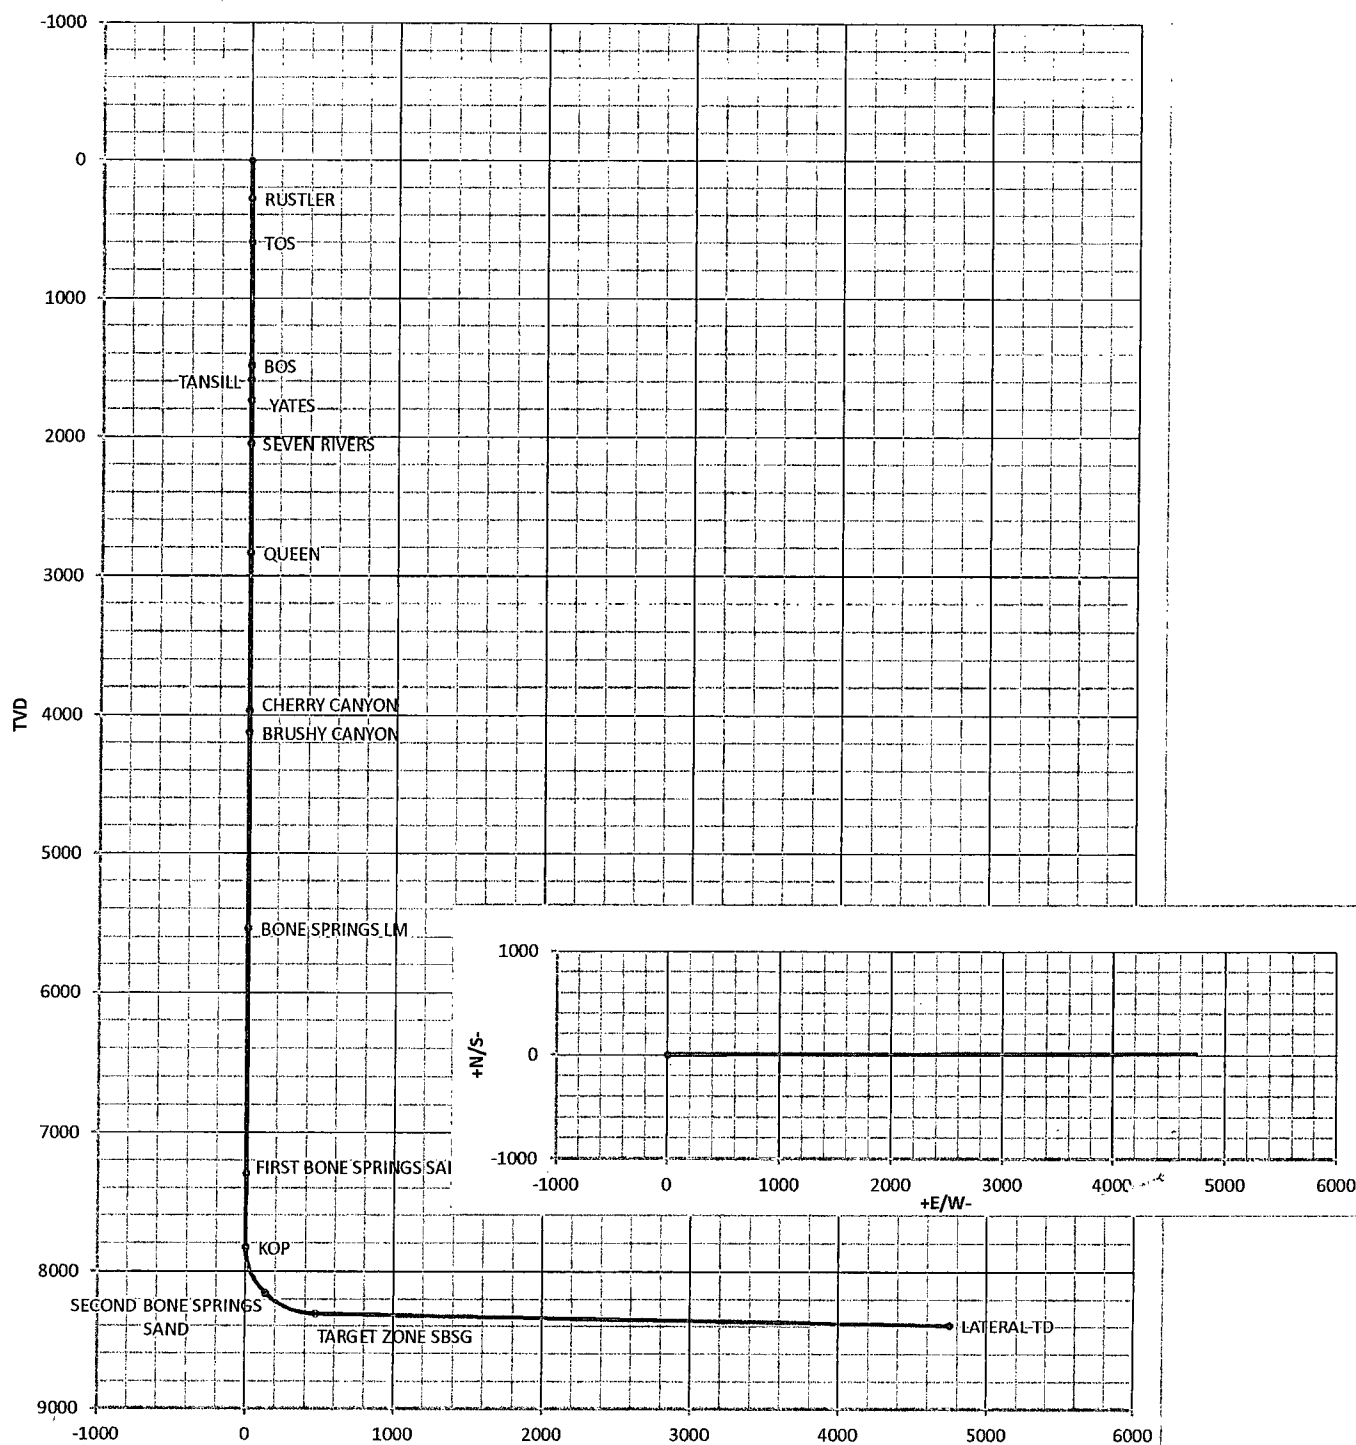 -1000
0
RUSTLER
TOS
1000
BOS
TANSILL
YATES
2000
SEVEN RIVERS
QUEEN
3000
TVD
CHERRY CANYON
4000
BRUSHY CANYON
5000
BONE SPRINGS LM
6000
7000
FIRST BONE SPRINGS SAI
KOP
8000
SECOND BONE SPRINGS
SAND
TARGET ZONE SBSG
LATERAL TD
9000
-1000 0 1000 2000 3000 4000 5000 6000
1000
+N/S-
0
-1000
-1000 0 1000 2000 3000 4000 5000 6000
+E/W-